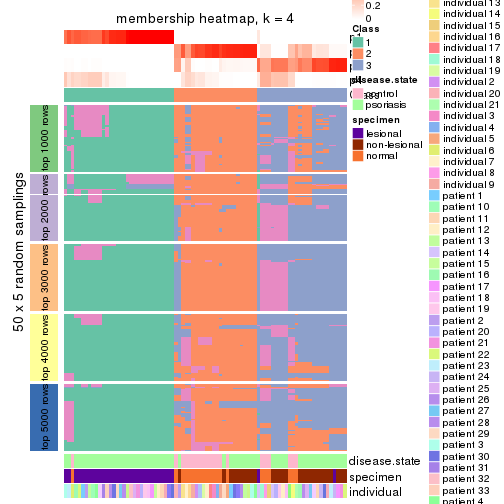 membership heatmap, k = 4
50 x 5 random samplings
top 1000 rows
top 2000 rows
top 3000 rows
top 4000 rows
top 5000 rows
0.2
0
Class
1
2
3
disease.state
control
psoriasis
specimen
lesional
non-lesional
normal
disease.state
specimen
individual
individual 13
individual 14
individual 15
individual 16
individual 17
individual 18
individual 19
individual 2
individual 20
individual 21
individual 3
individual 4
individual 5
individual 6
individual 7
individual 8
individual 9
patient 1
patient 10
patient 11
patient 12
patient 13
patient 14
patient 15
patient 16
patient 17
patient 18
patient 19
patient 2
patient 20
patient 21
patient 22
patient 23
patient 24
patient 25
patient 26
patient 27
patient 28
patient 29
patient 3
patient 30
patient 31
patient 32
patient 33
patient 4